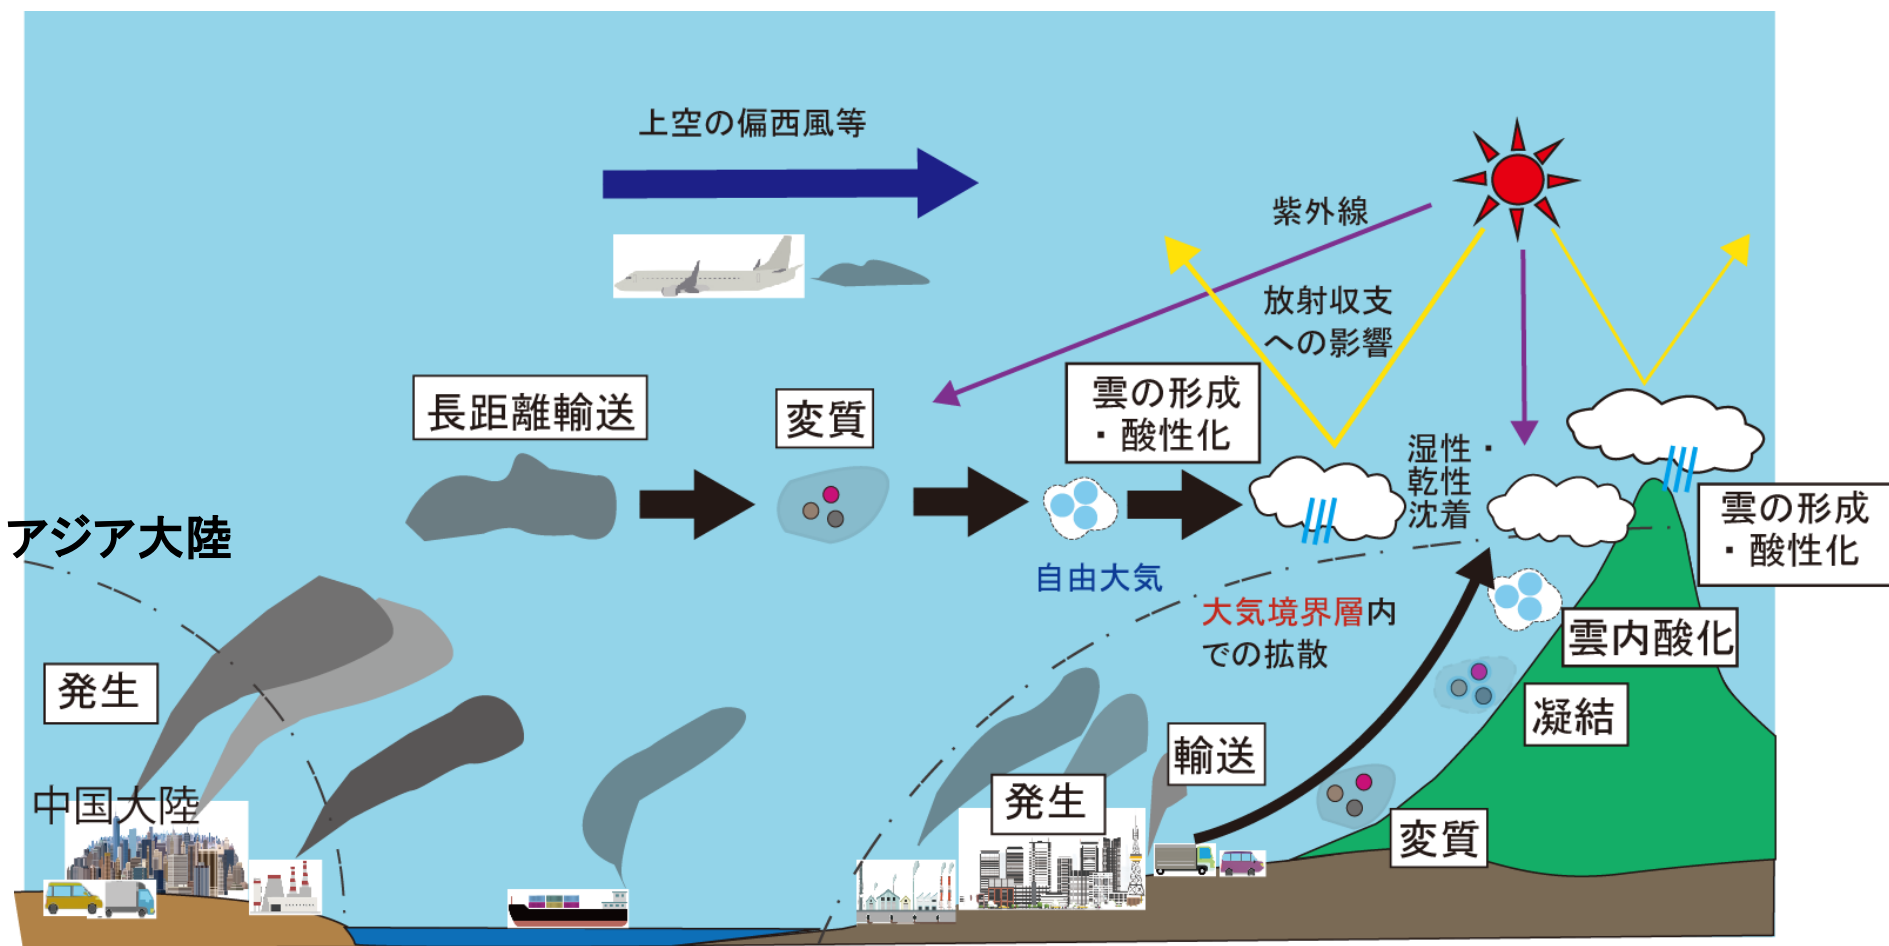 上空の偏西風等
紫外線
放射収支
への影響
長距離輸送
変質
雲の形成
・酸性化
湿性・
乾性
沈着
雲の形成
・酸性化
アジア大陸
自由大気
大気境界層内
での拡散
雲内酸化
発生
凝結
輸送
中国大陸
発生
変質